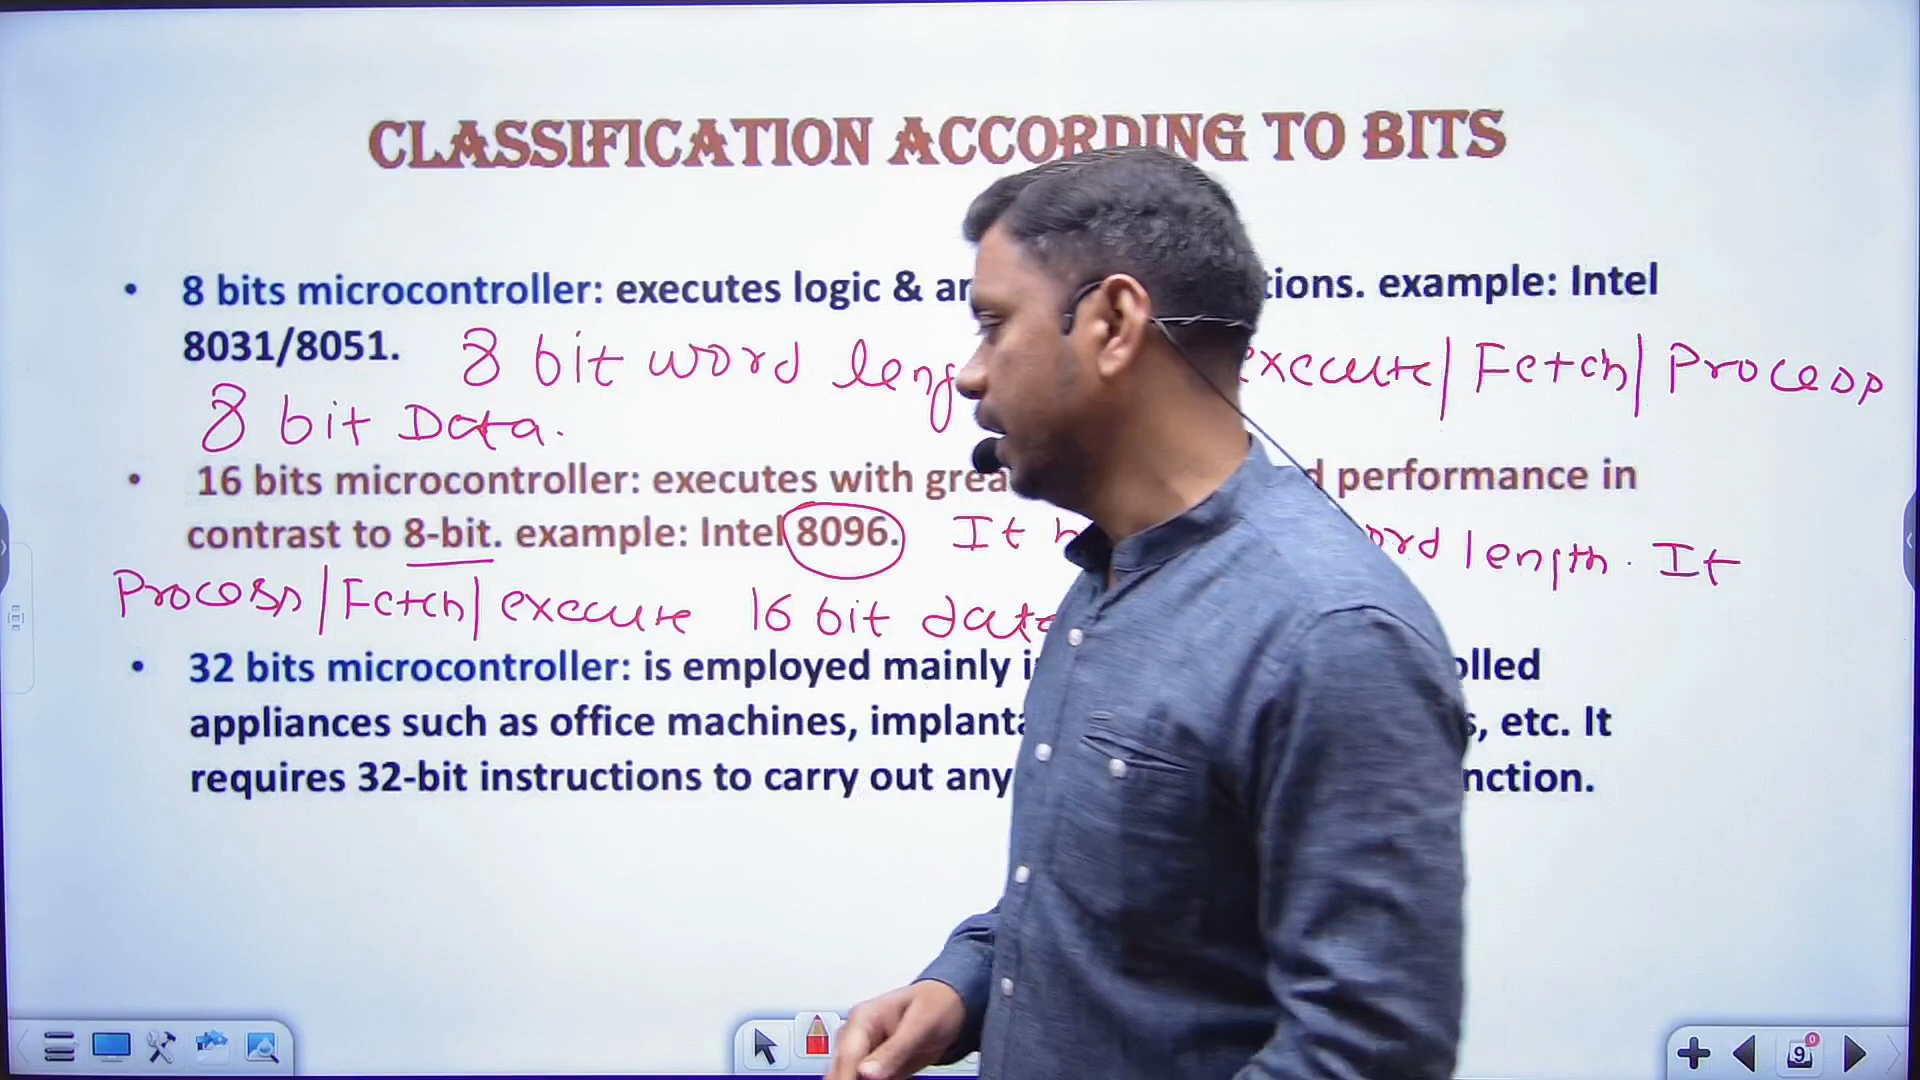 CLASSIFICATION ACCORDING TO BITS
• 8 bits microcontroller: executes logic & tions. example: Intel
8031/8051. 8 bit word leng execute/Fetch/Process
8 bit Data.
• 16 bits microcontroller: executes with grea performance in
contrast to 8-bit. example: Intel 8096. It ord length. It
Process/Fetch/execute 16 bit data
• 32 bits microcontroller: is employed mainly olled
appliances such as office machines, implanta etc. It
requires 32-bit instructions to carry out any nction.
9
0